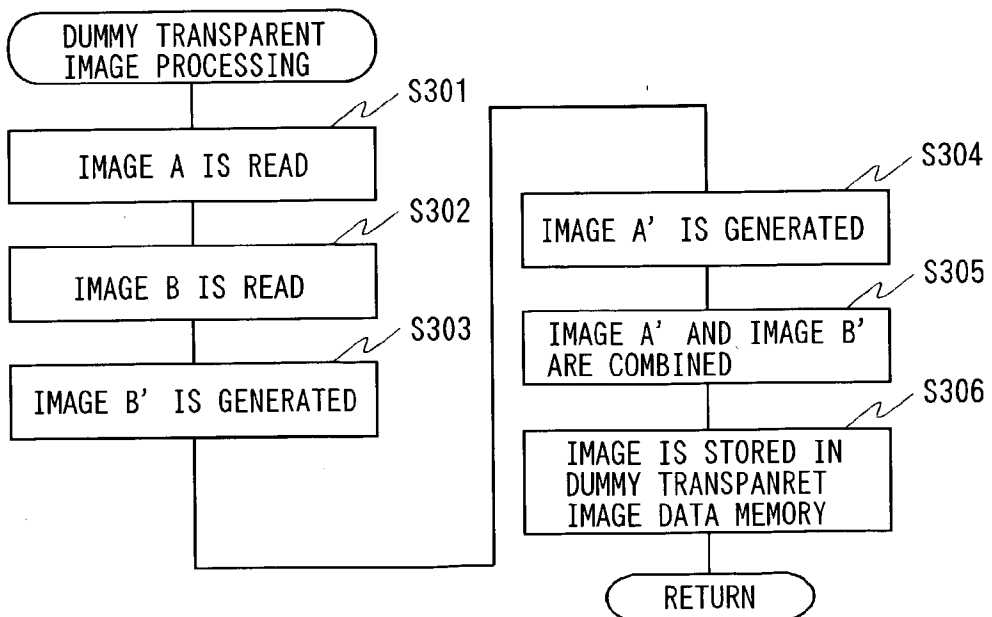 DUMMY TRANSPARENT
IMAGE PROCESSING
S301
IMAGE A IS READ
S302
IMAGE B IS READ
S303
IMAGE B' IS GENERATED
S304
IMAGE A' IS GENERATED
S305
IMAGE A' AND IMAGE B'
ARE COMBINED
S306
IMAGE IS STORED IN
DUMMY TRANSPANRET
IMAGE DATA MEMORY
RETURN